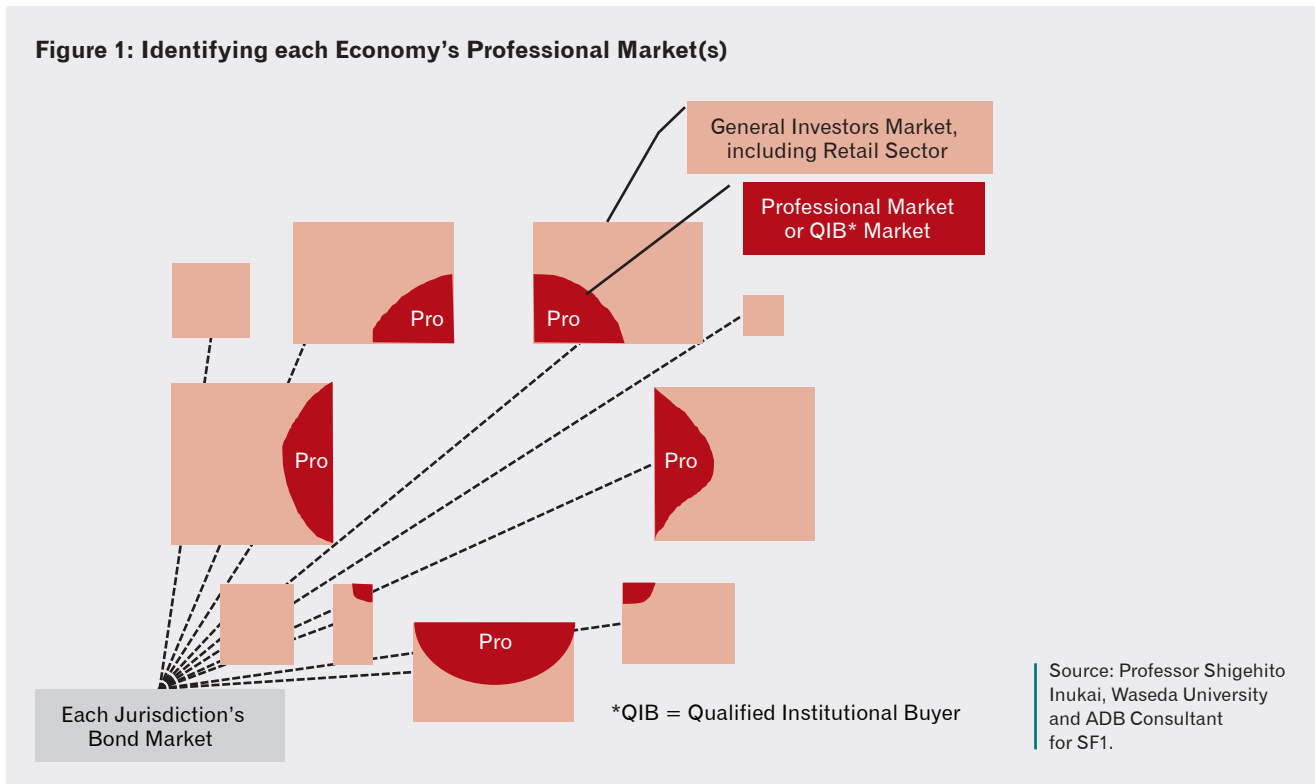 Figure 1: Identifying each Economy's Professional Market(s)
General Investors Market,
including Retail Sector
Professional Market
or QIB* Market
Pro
Pro
Pro
Pro
Pro
Each Jurisdiction's
Bond Market
*QIB = Qualified Institutional Buyer
Source: Professor Shigehito
Inukai, Waseda University
and ADB Consultant
for SF1.